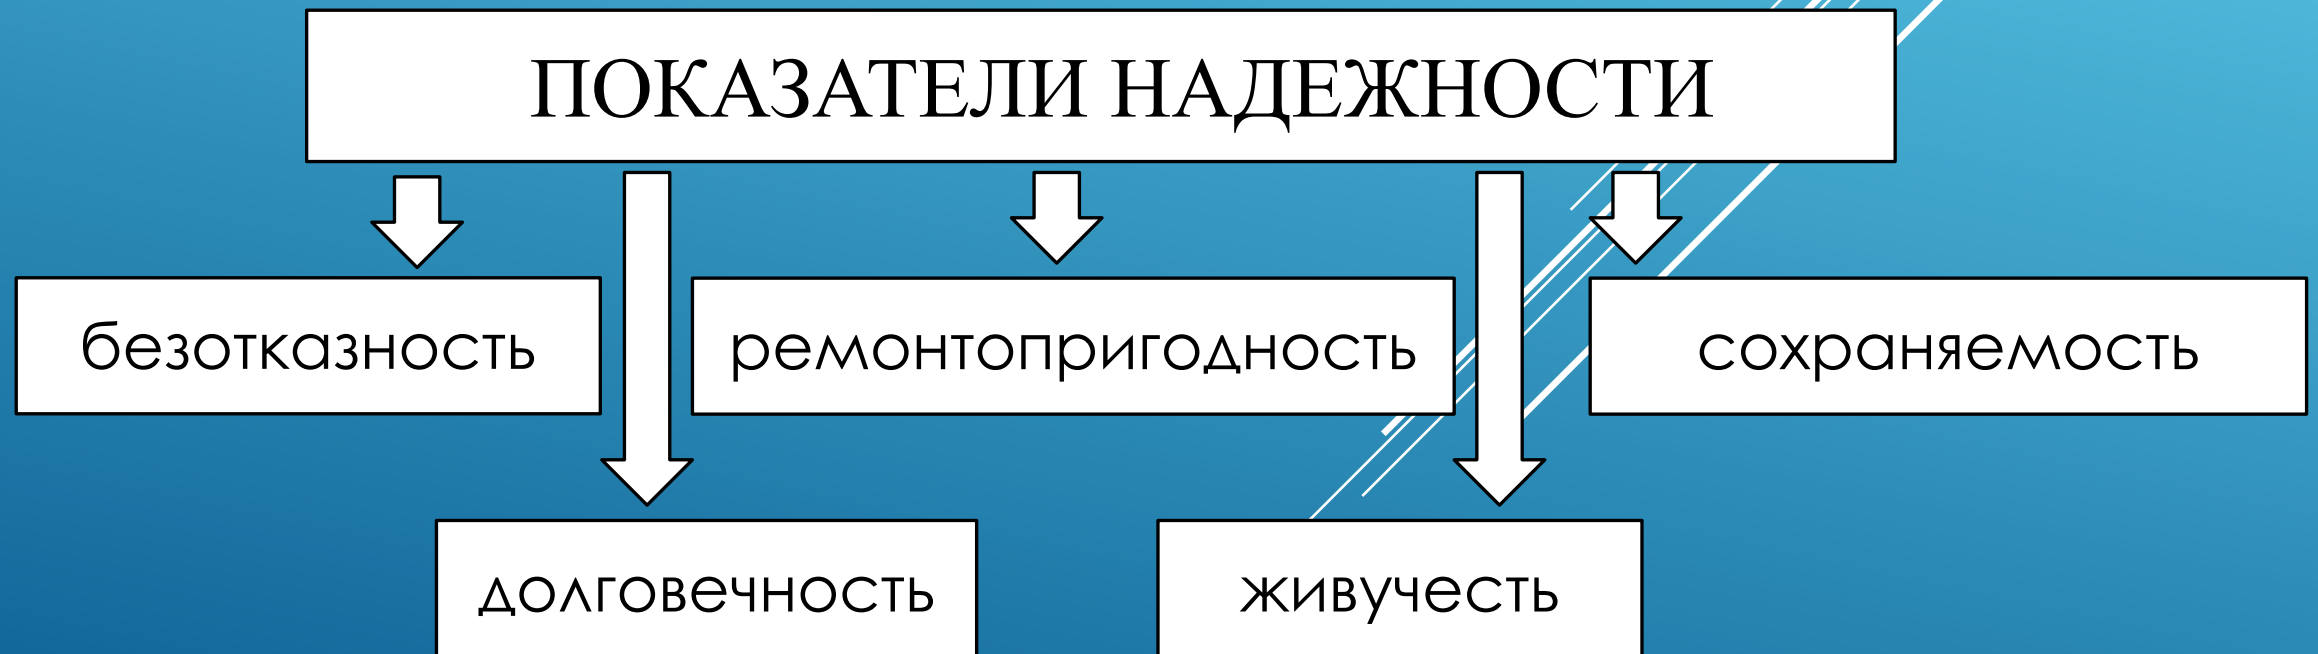 ПОКАЗАТЕЛИ НАДЕЖНОСТИ
безотказность
ремонтопригодность
сохраняемость
долговечность
живучесть